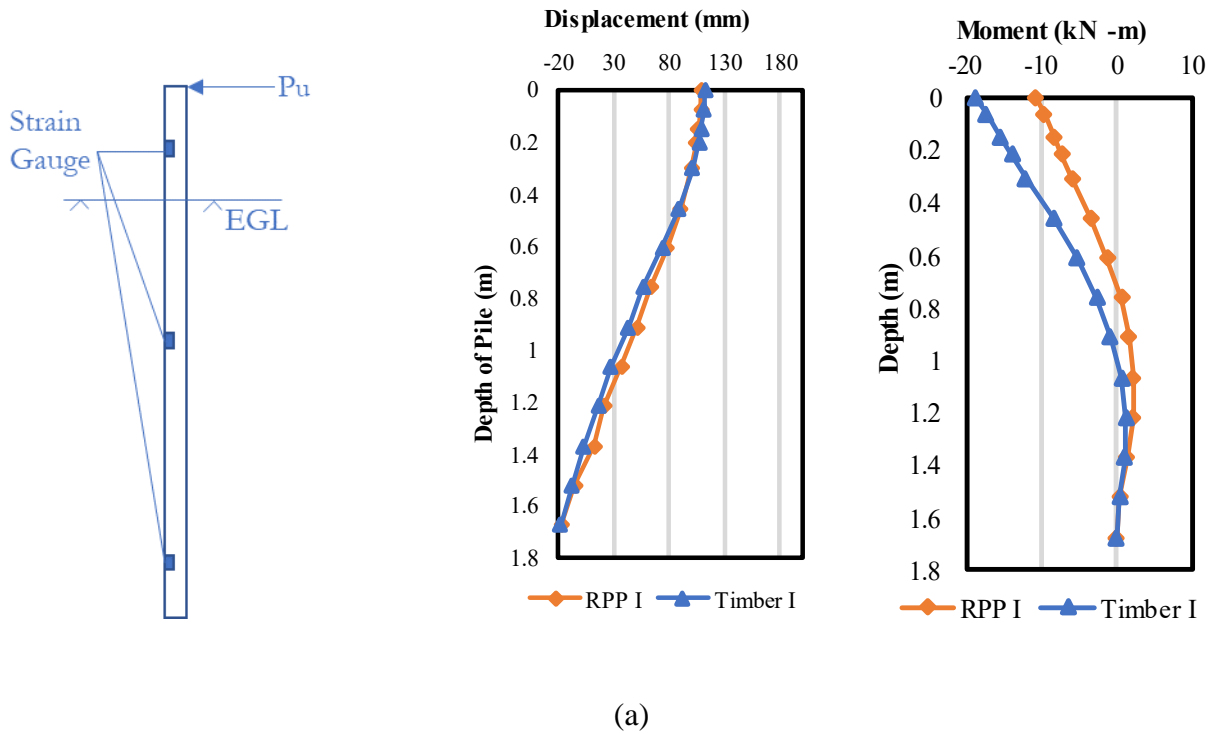 Pu
Strain
Gauge
EGL
Displacement (mm)
-20 30 80 130 180
0
0.2
0.4
0.6
0.8
1
1.2
1.4
1.6
1.8
Depth of Pile (m)
RPP I Timber I
Moment (kN -m)
-20 -10 0 10
0
0.2
0.4
0.6
0.8
1
1.2
1.4
1.6
1.8
Depth (m)
RPP I Timber I
(a)